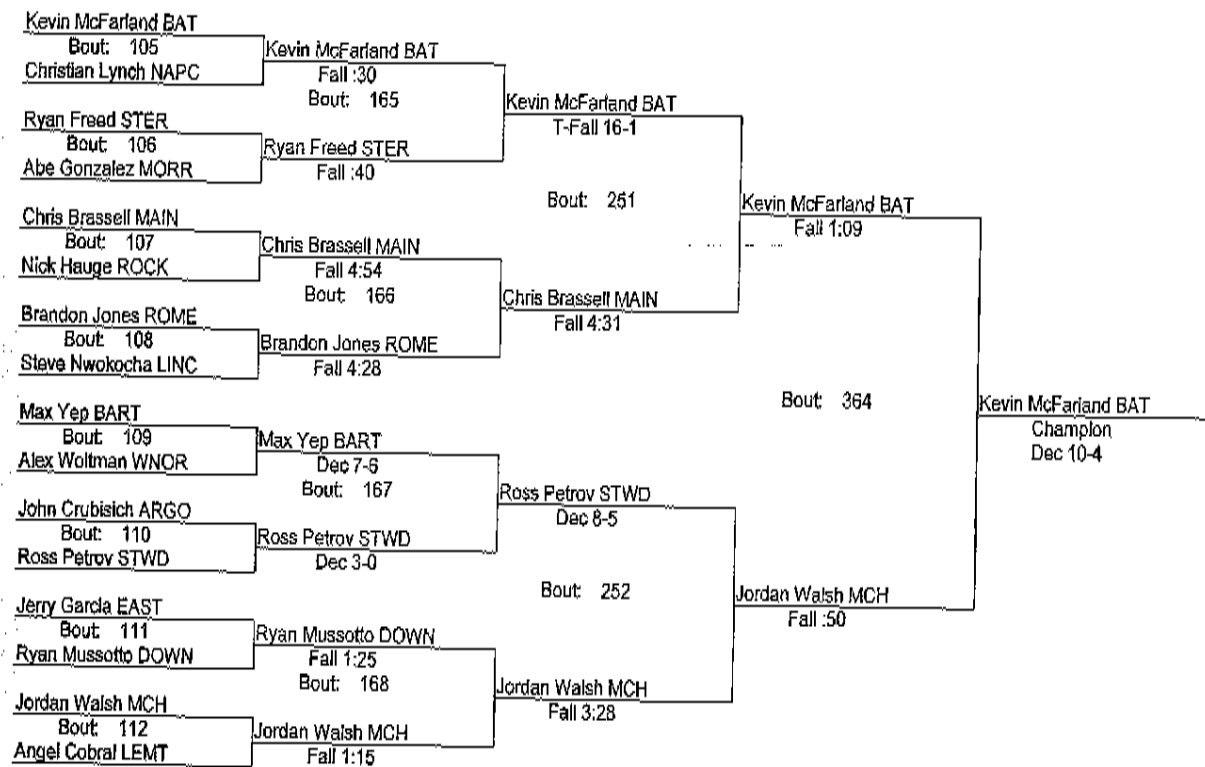 Kevin McFarland BAT
Bout: 105
Christian Lynch NAPC
Ryan Freed STER
Bout: 106
Abe Gonzalez MORR
Chris Brassell MAIN
Bout: 107
Nick Hauge ROCK
Brandon Jones ROME
Bout: 108
Steve Nwokocha LINC
Max Yep BART
Bout: 109
Alex Woltman WNOR
John Crubisich ARGO
Bout: 110
Ross Petrov STWD
Jerry Garcia EAST
Bout: 111
Ryan Mussotto DOWN
Jordan Walsh MCH
Bout: 112
Angel Cobral LEMT
Kevin McFarland BAT
Fall :30
Bout: 165
Ryan Freed STER
Fall :40
Chris Brassell MAIN
Fall 4:54
Bout: 166
Brandon Jones ROME
Fall 4:28
Max Yep BART
Dec 7-6
Bout: 167
Ross Petrov STWD
Dec 3-0
Ryan Mussotto DOWN
Fall 1:25
Bout: 168
Jordan Walsh MCH
Fall 1:15
Kevin McFarland BAT
T-Fall 16-1
Bout: 251
Chris Brassell MAIN
Fall 4:31
Ross Petrov STWD
Dec 8-5
Bout: 252
Jordan Walsh MCH
Fall 3:28
Kevin McFarland BAT
Fall 1:09
Bout: 364
Jordan Walsh MCH
Fall :50
Kevin McFarland BAT
Champion
Dec 10-4